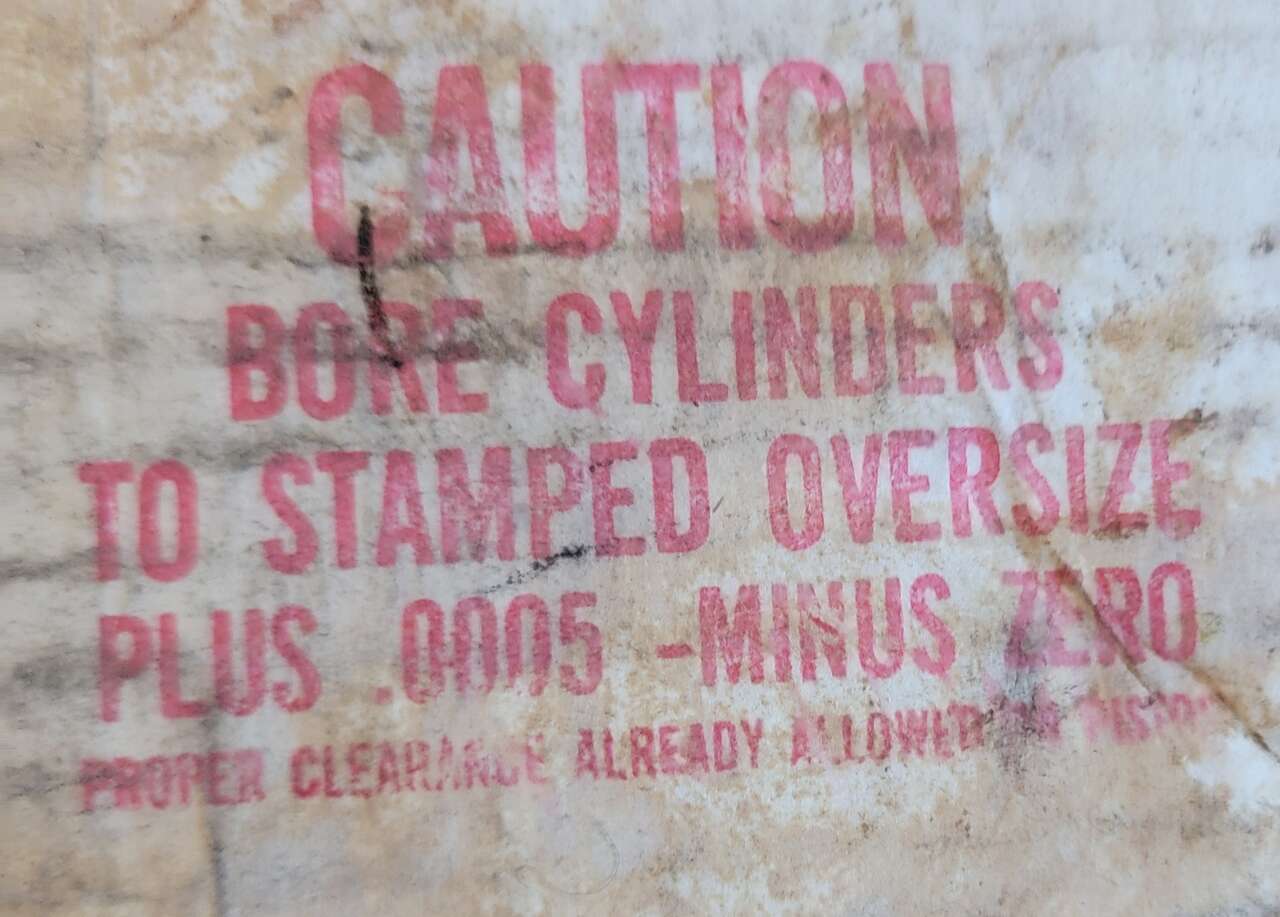 CAUTION
BORE CYLINDERS
TO STAMPED OVERSIZE
PLUS .0005 -MINUS ZERO
PROPER CLEARANCE ALREADY ALLOWED